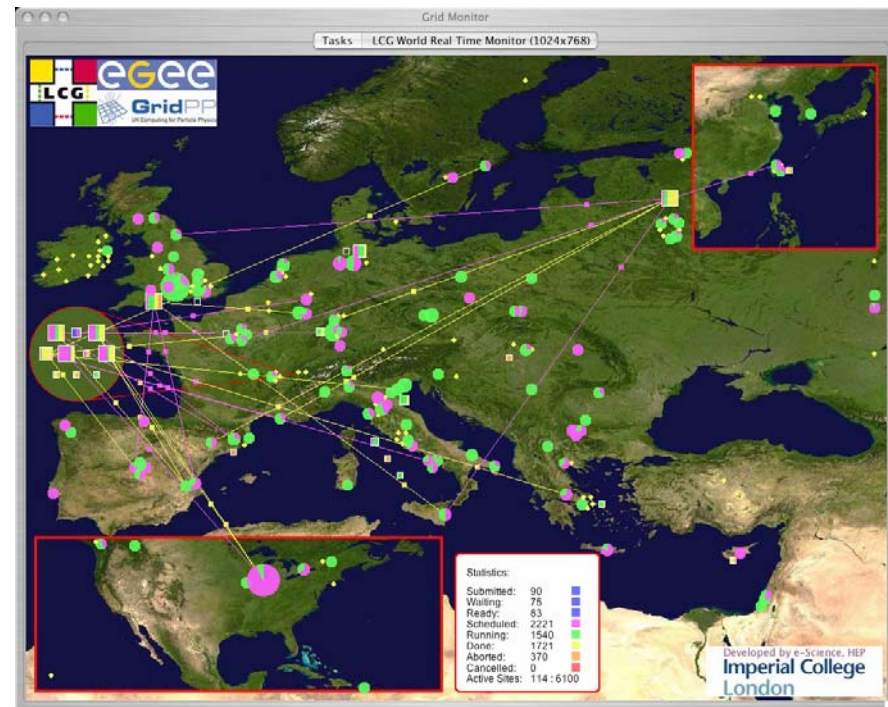 Grid Monitor
Tasks LCG World Real Time Monitor (1024x768)
LCG
egee
GridPP
UK Computing for Particle Physics
Statistics:
Submitted: 90
Waiting: 75
Ready: 83
Scheduled: 2221
Running: 1540
Done: 1721
Aborted: 370
Cancelled: 0
Active Sites: 114 : 6100
Developed by e-Science, HEP
Imperial College
London